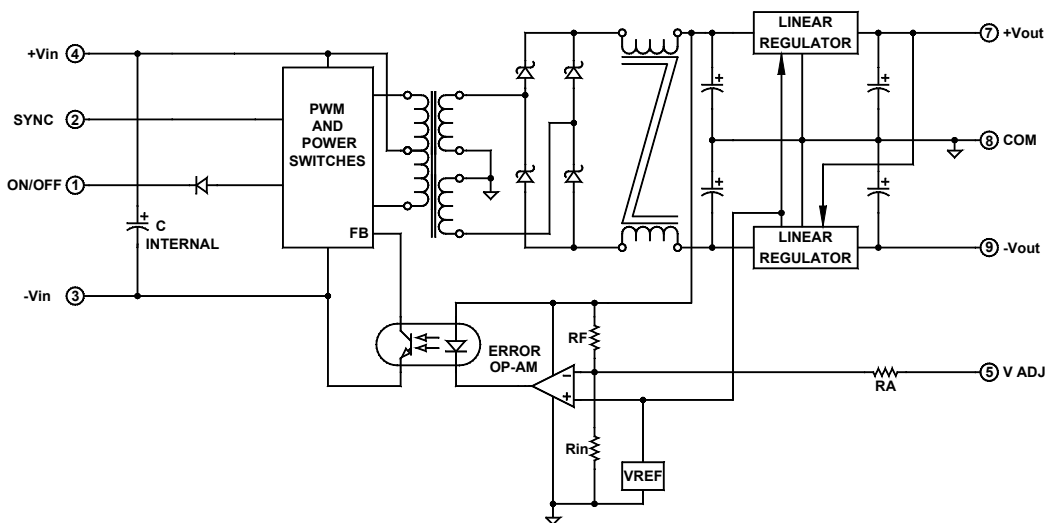 LINEAR
REGULATOR
+Vin 4
7 +Vout
SYNC 2
PWM
AND
POWER
SWITCHES
8 COM
ON/OFF 1
+
C
INTERNAL
FB
LINEAR
REGULATOR
9 -Vout
-Vin 3
+
+
+
+
ERROR
OP-AM
RF
−
+
5 V ADJ
RA
Rin
VREF